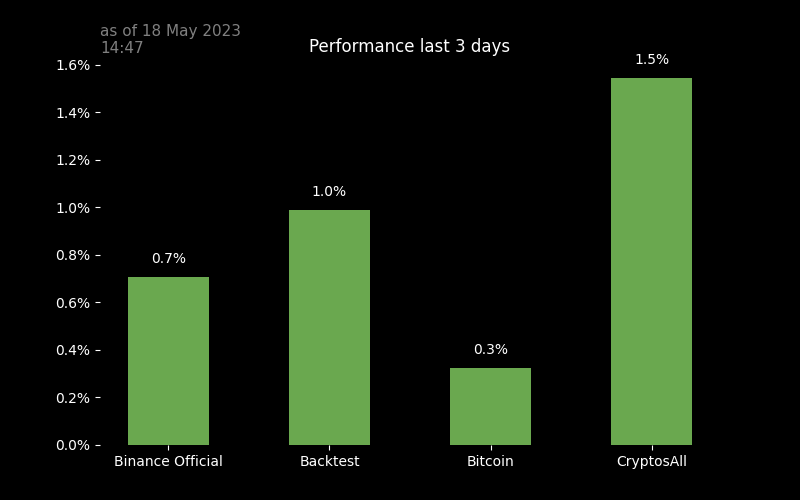 as of 18 May 2023
14:47
Performance last 3 days
1.6%
1.4%
1.2%
1.0%
0.8%
0.6%
0.4%
0.2%
0.0%
0.7%
1.0%
0.3%
1.5%
Binance Official
Backtest
Bitcoin
CryptosAll